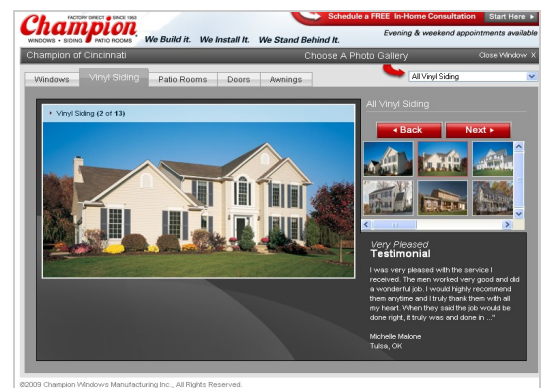 FACTORY DIRECT SINCE 1953
Champion
WINDOWS • SIDING PATIO ROOMS
We Build it. We Install It. We Stand Behind It.
Schedule a FREE In-Home Consultation Start Here ▸
Evening & weekend appointments available
Champion of Cincinnati Choose A Photo Gallery Close Window X
Windows Vinyl Siding Patio Rooms Doors Awnings
All Vinyl Siding
Vinyl Siding (2 of 13)
All Vinyl Siding
◂ Back Next ▸
Very Pleased
Testimonial
I was very pleased with the service I
received. The men worked very good and did
a wonderful job. I would highly recommend
them anytime and I truly thank them with all
my heart. When they said the job would be
done right, it truly was and done in ..."
Michelle Malone
Tulsa, OK
©2009 Champion Windows Manufacturing Inc., All Rights Reserved.